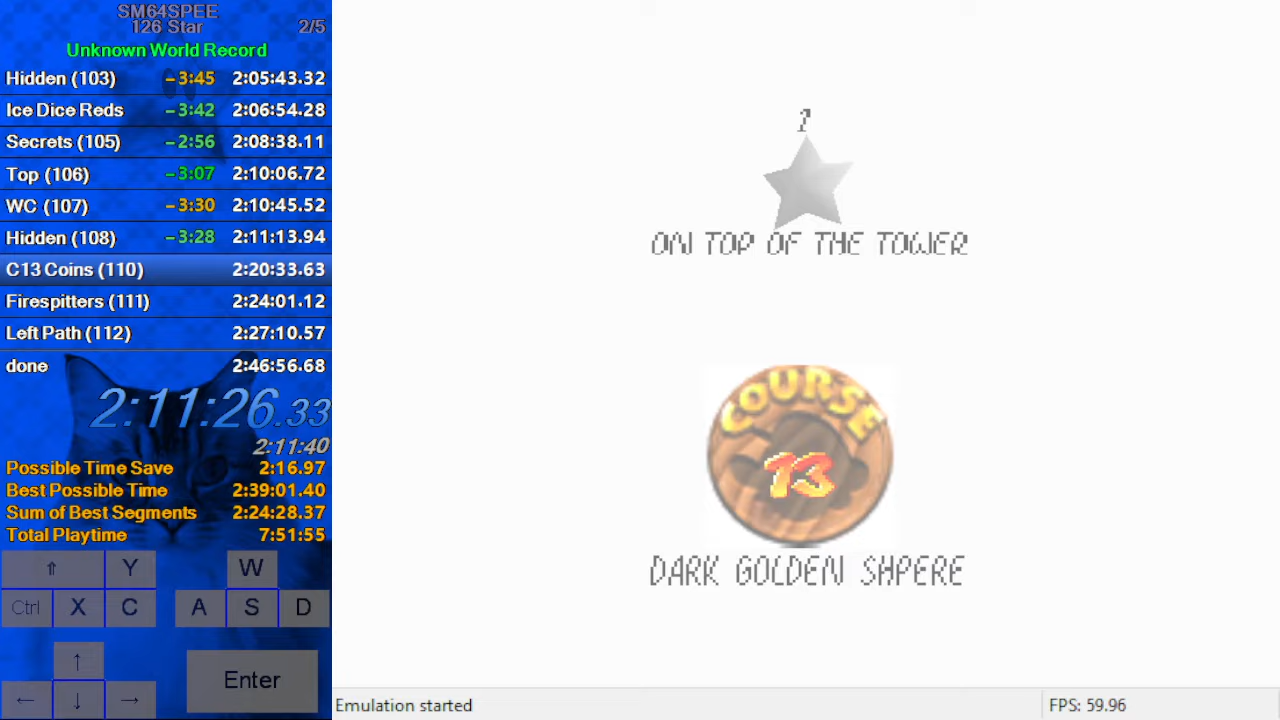 SM64SPEE
126 Star 2/5
Unknown World Record
Hidden (103) −3:45 2:05:43.32
Ice Dice Reds −3:42 2:06:54.28
Secrets (105) −2:56 2:08:38.11
Top (106) −3:07 2:10:06.72
WC (107) −3:30 2:10:45.52
Hidden (108) −3:28 2:11:13.94
C13 Coins (110) 2:20:33.63
Firespitters (111) 2:24:01.12
Left Path (112) 2:27:10.57
done 2:46:56.68
2:11:26.33
2:11:40
Possible Time Save 2:16.97
Best Possible Time 2:39:01.40
Sum of Best Segments 2:24:28.37
Total Playtime 7:51:55
⇑ Y W
Ctrl X C A S D
↑
← ↓ → Enter
?
ON TOP OF THE TOWER
COURSE
13
DARK GOLDEN SHPERE
Emulation started FPS: 59.96